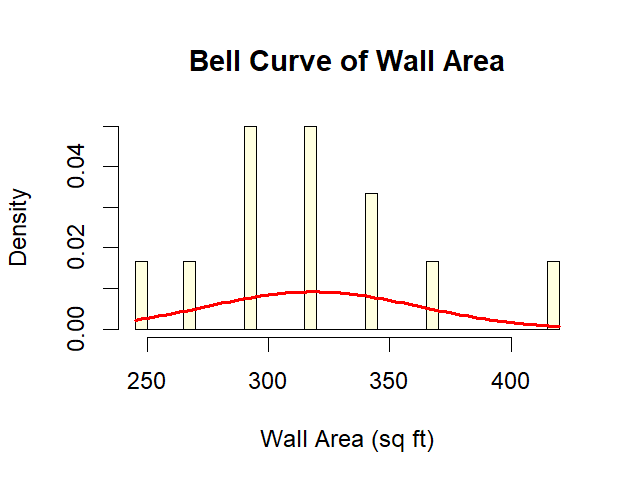 Bell Curve of Wall Area
Density
0.04
0.02
0.00
250 300 350 400
Wall Area (sq ft)